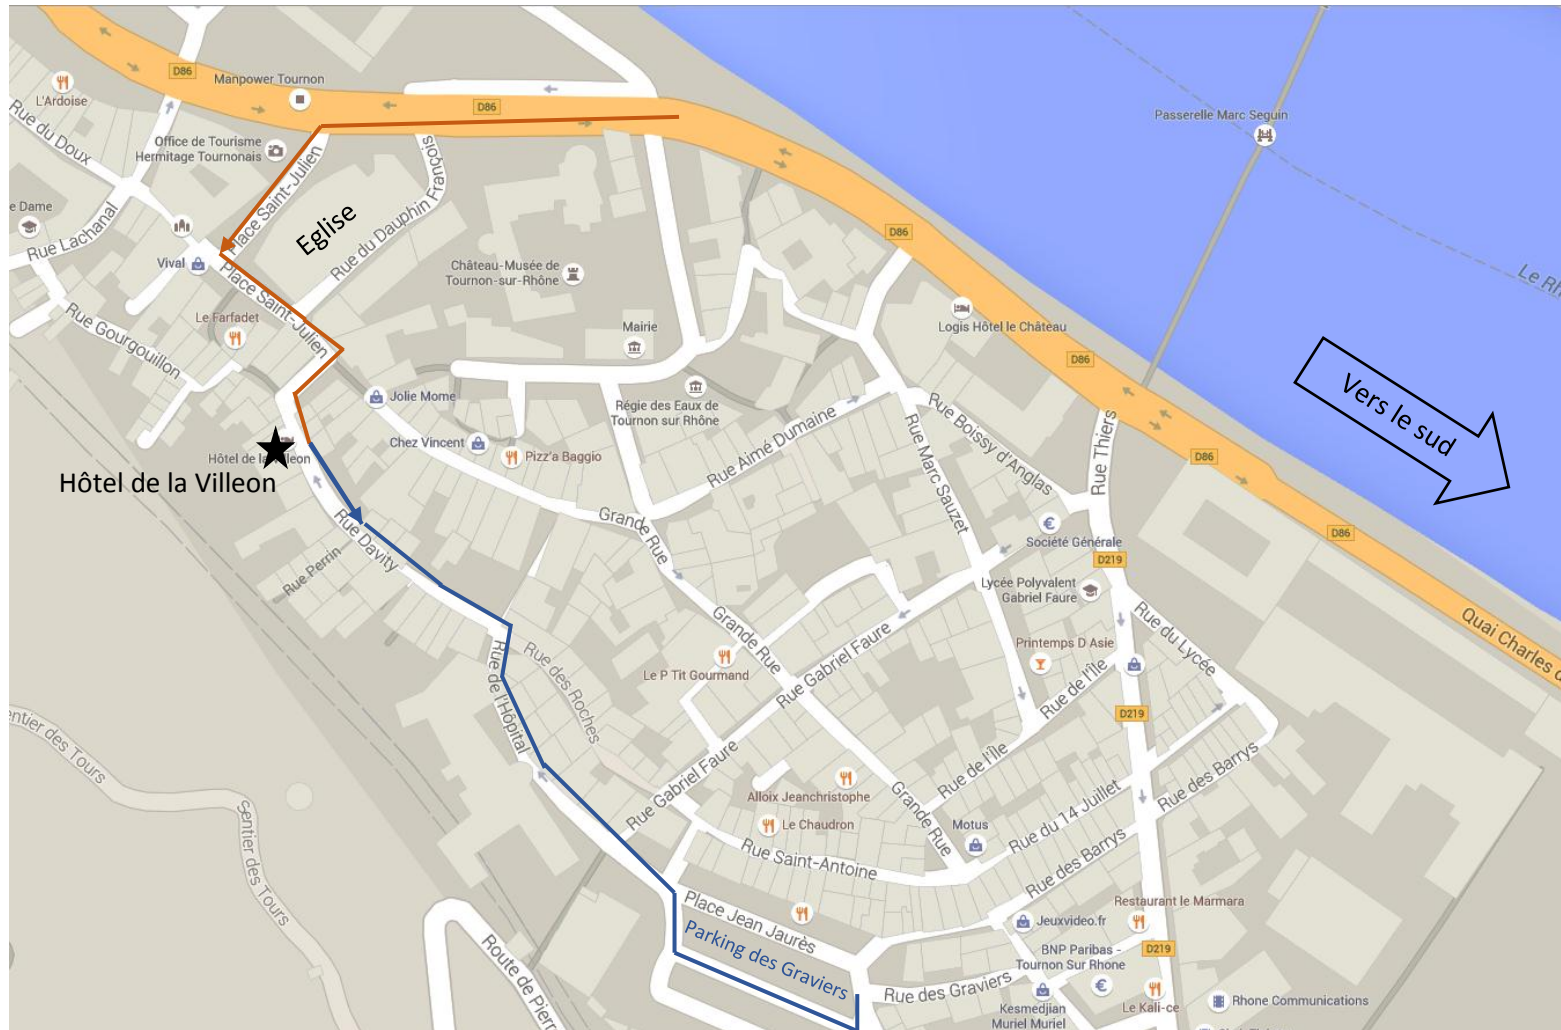 D86
Manpower Tournon
L'Ardoise
D86
Passerelle Marc Seguin
Rue du Doux
Office de Tourisme
Hermitage Tournonais
Place Saint-Julien
Rue du Dauphin François
Eglise
e Dame
Rue Lachanal
Vival
Place Saint-Julien
D86
Château-Musée de
Tournon-sur-Rhône
Le Rh
Rue Gourgouillon
Le Farfadet
Mairie
Logis Hôtel le Château
D86
Vers le sud
Jolie Mome
Régie des Eaux de
Tournon sur Rhône
Rue Aimé Dumaine
Rue Boissy d'Anglas
Rue Marc Sauzet
Rue Thiers
Chez Vincent
Pizz'a Baggio
D86
Hôtel de la Villeon
Hôtel de la Villeon
Grande Rue
Rue Davity
Rue Perrin
Société Générale
D86
D219
Lycée Polyvalent
Gabriel Faure
Quai Charles d
Grande Rue
Rue du Lycée
Printemps D Asie
Rue de l'Hôpital
Rue des Roches
Le P Tit Gourmand
Rue Gabriel Faure
Rue de l'Île
D219
entier des Tours
Sentier des Tours
Rue Gabriel Faure
Rue de l'Île
Rue des Barrys
Alloix Jeanchristophe
Grande Rue
Le Chaudron
Motus
Rue du 14 Juillet
Rue Saint-Antoine
Rue des Barrys
Place Jean Jaurès
Restaurant le Marmara
Jeuxvideo.fr
Parking des Graviers
BNP Paribas -
Tournon Sur Rhone
D219
Route de Pierr
Rue des Graviers
Kesmedjian
Muriel Muriel
Le Kali-ce
Rhone Communications